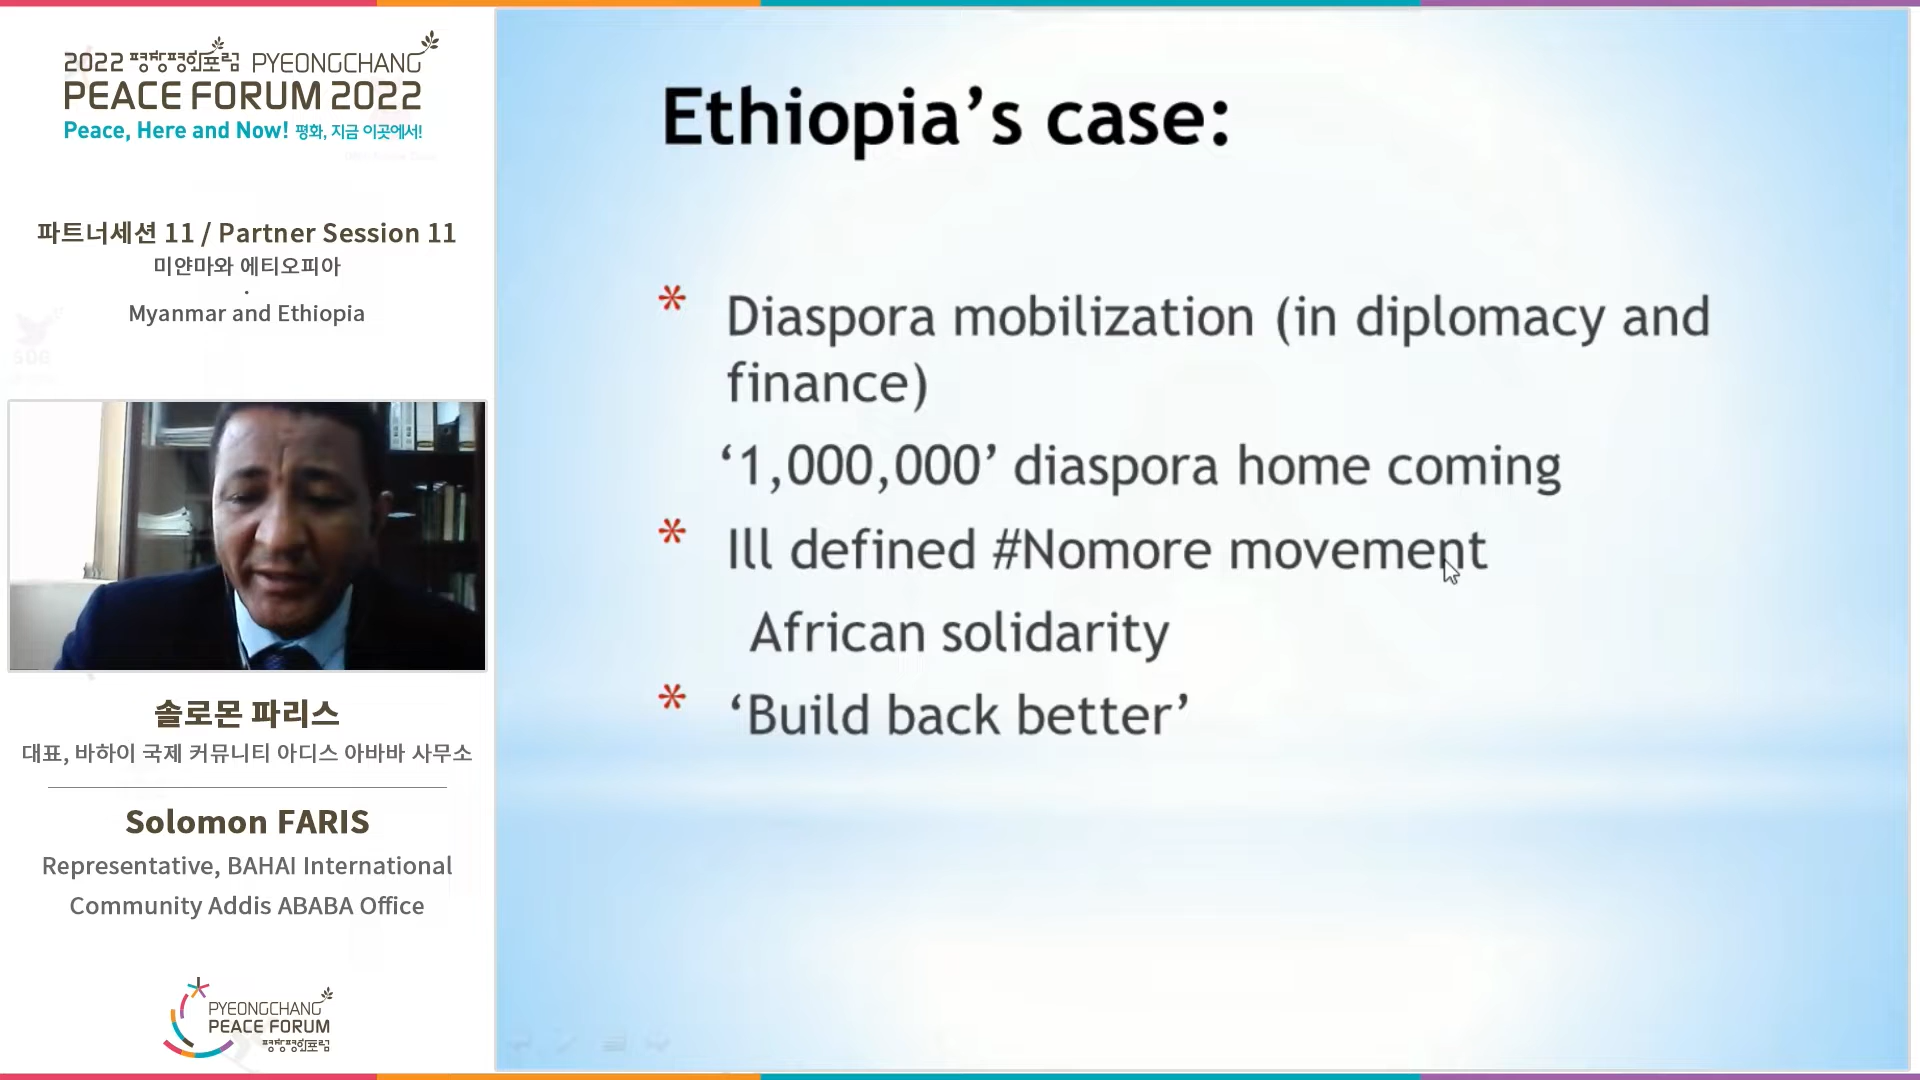 2022 평창평화포럼 PYEONGCHANG
PEACE FORUM 2022
Peace, Here and Now! 평화, 지금 이곳에서!
파트너세션 11 / Partner Session 11
미얀마와 에티오피아
·
Myanmar and Ethiopia
솔로몬 파리스
대표, 바하이 국제 커뮤니티 아디스 아바바 사무소
Solomon FARIS
Representative, BAHAI International
Community Addis ABABA Office
PYEONGCHANG
PEACE FORUM
평창평화포럼
Ethiopia’s case:
* Diaspora mobilization (in diplomacy and
finance)
‘1,000,000’ diaspora home coming
* Ill defined #Nomore movement
African solidarity
* ‘Build back better’